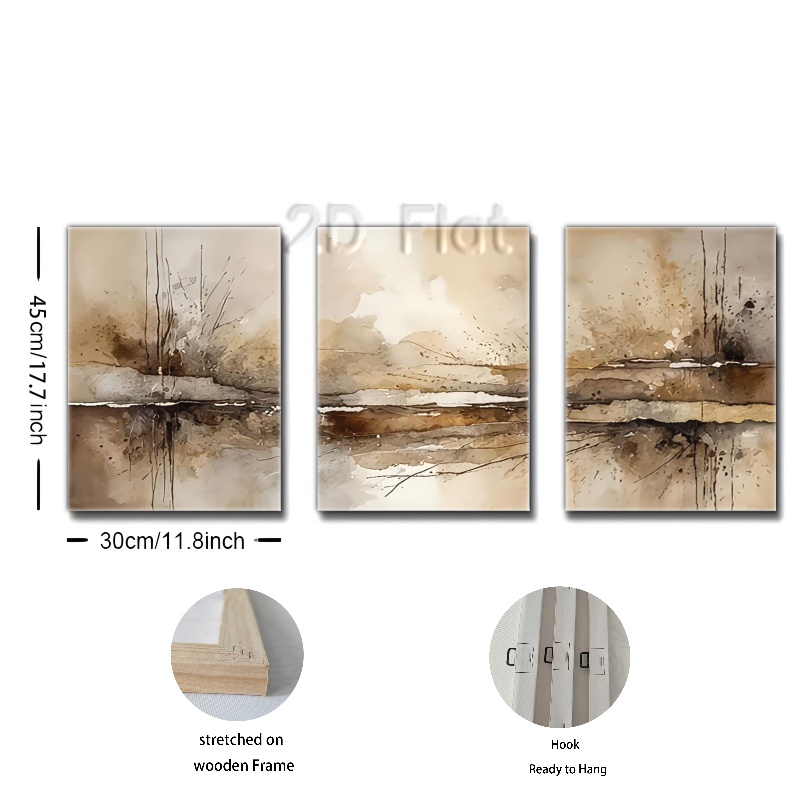 2D Flat
45cm/17.7inch
30cm/11.8inch
stretched on
wooden Frame
Hook
Ready to Hang